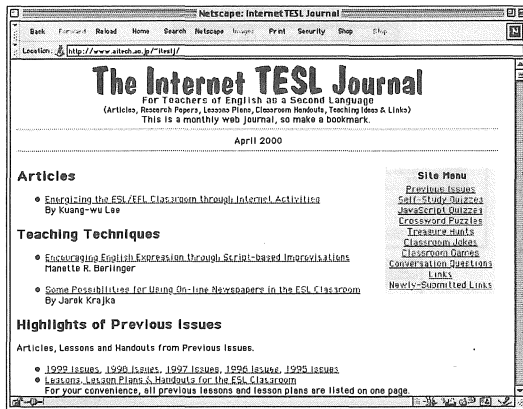 Netscape: Internet TESL Journal
Back Forward Reload Home Search Netscape Images Print Security Shop Stop
Location: http://www.aitech.ac.jp/~iteslj/
The Internet TESL Journal
For Teachers of English as a Second Language
(Articles, Research Papers, Lessons Plans, Classroom Handouts, Teaching Ideas & Links)
This is a monthly web journal, so make a bookmark.
April 2000
Articles
Energizing the ESL/EFL Classroom through Internet Activities
By Kuang-wu Lee
Teaching Techniques
Encouraging English Expression through Script-based Improvisations
Manette R. Berlinger
Some Possibilities for Using On-line Newspapers in the ESL Classroom
By Jarek Krajka
Highlights of Previous Issues
Articles, Lessons and Handouts from Previous Issues.
1999 Issues, 1998 Issues, 1997 Issues, 1996 Issues, 1995 Issues
Lessons, Lesson Plans & Handouts for the ESL Classroom
For your convenience, all previous lessons and lesson plans are listed on one page.
Site Menu
Previous Issues
Self-Study Quizzes
JavaScript Quizzes
Crossword Puzzles
Treasure Hunts
Classroom Jokes
Classroom Games
Conversation Questions
Links
Newly-Submitted Links